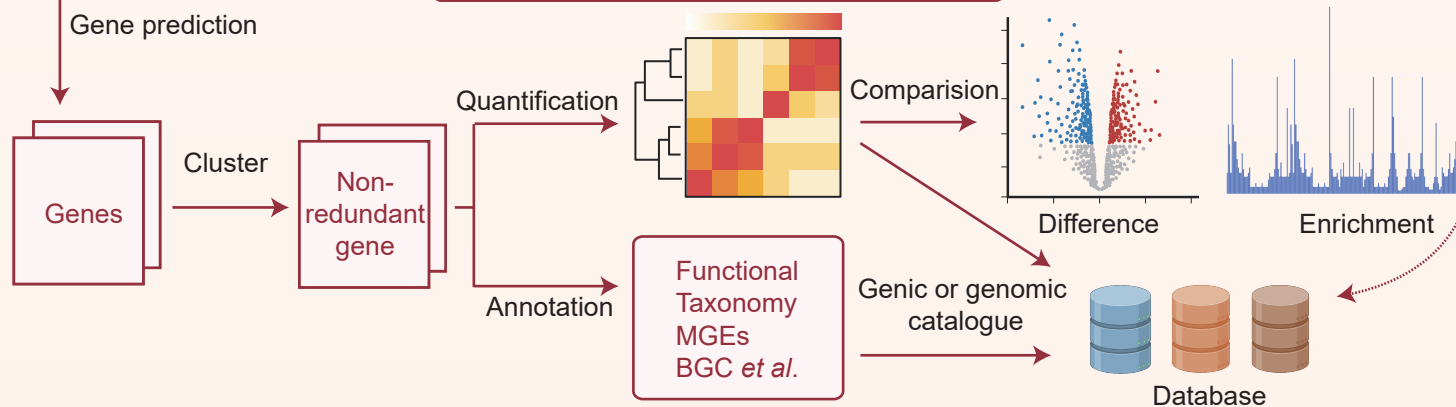 Gene prediction
Genes
Cluster
Non-
redundant
gene
Quantification
Annotation
Functional
Taxonomy
MGEs
BGC et al.
Comparision
Difference
Enrichment
Genic or genomic
catalogue
Database